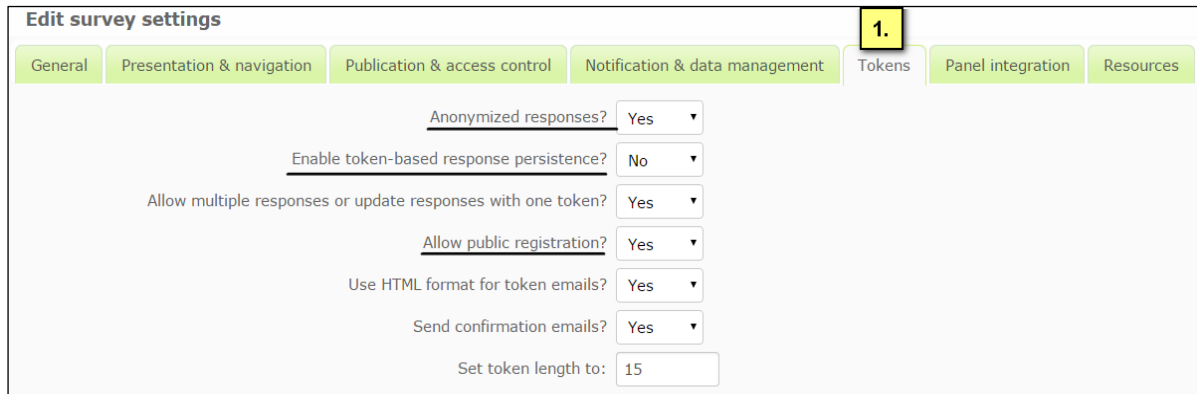 Edit survey settings
1.
General Presentation & navigation Publication & access control Notification & data management Tokens Panel integration Resources
Anonymized responses? Yes
Enable token-based response persistence? No
Allow multiple responses or update responses with one token? Yes
Allow public registration? Yes
Use HTML format for token emails? Yes
Send confirmation emails? Yes
Set token length to: 15